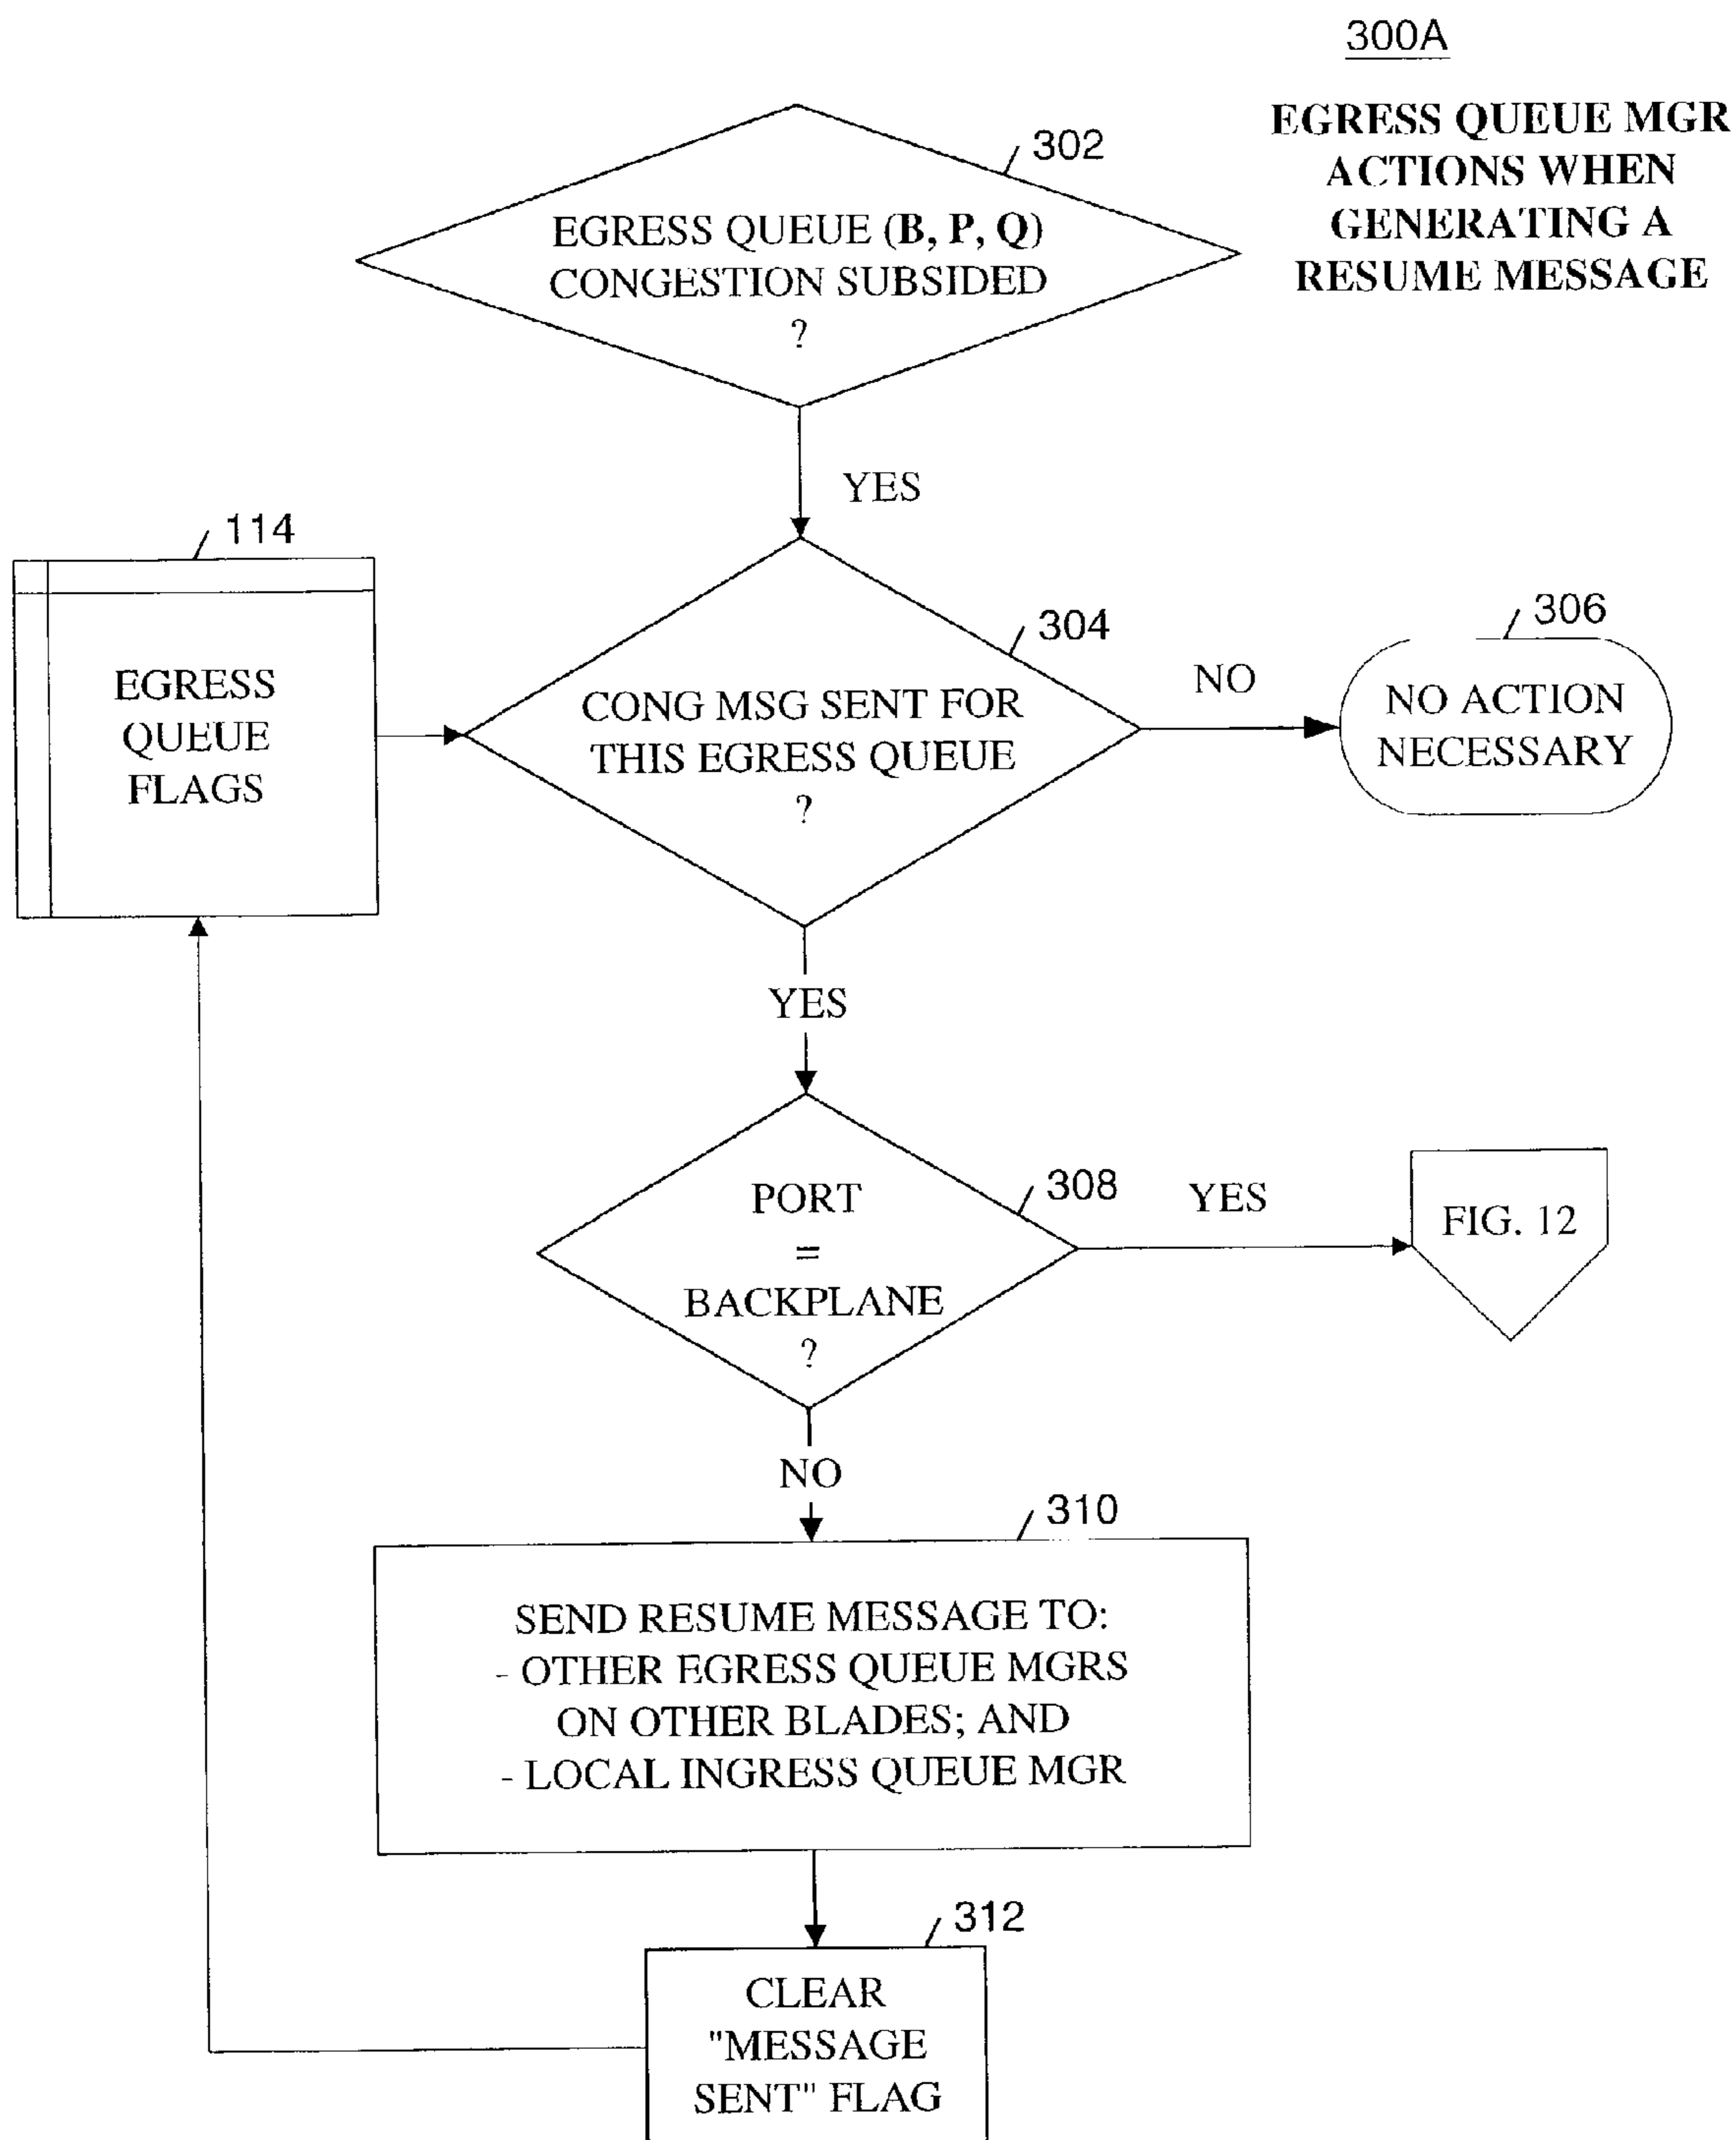 300A
EGRESS QUEUE MGR
ACTIONS WHEN
GENERATING A
RESUME MESSAGE
302
EGRESS QUEUE (B, P, Q)
CONGESTION SUBSIDED
?
YES
114
EGRESS
QUEUE
FLAGS
304
CONG MSG SENT FOR
THIS EGRESS QUEUE
?
NO
306
NO ACTION
NECESSARY
YES
308
PORT
=
BACKPLANE
?
YES
FIG. 12
NO
310
SEND RESUME MESSAGE TO:
- OTHER EGRESS QUEUE MGRS
ON OTHER BLADES; AND
- LOCAL INGRESS QUEUE MGR
312
CLEAR
"MESSAGE
SENT" FLAG